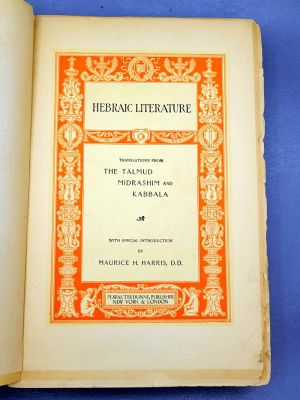 HEBRAIC LITERATURE
TRANSLATIONS FROM
THE TALMUD
MIDRASHIM AND
KABBALA
WITH SPECIAL INTRODUCTION
BY
MAURICE H. HARRIS, D.D.
M. WALTER DUNNE, PUBLISHER
NEW YORK & LONDON